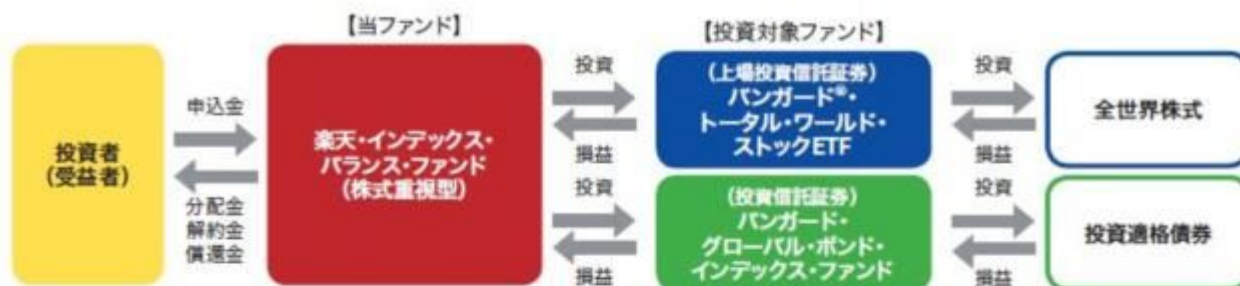 【当ファンド】
【投資対象ファンド】
投資者
(受益者)
申込金
分配金
解約金
償還金
楽天・インデックス・
バランス・ファンド
(株式重視型)
投資
損益
投資
損益
(上場投資信託証券)
バンガード®・
トータル・ワールド・
ストックETF
(投資信託証券)
バンガード・
グローバル・ボンド・
インデックス・ファンド
投資
損益
投資
損益
全世界株式
投資適格債券